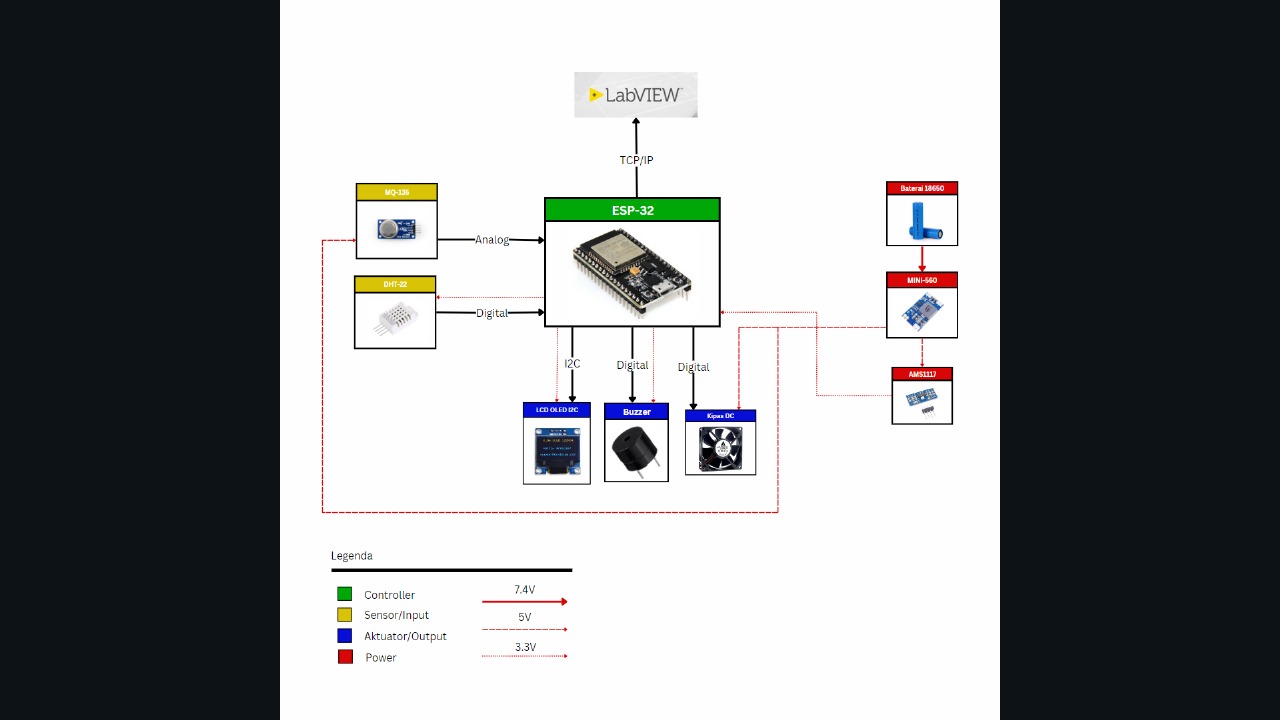 LabVIEW
TCP/IP
MQ-135
ESP-32
Baterai 18650
Analog
DHT-22
MINI-560
Digital
I2C
Digital
Digital
AMS1117
LCD OLED I2C
Buzzer
Kipas DC
Legenda
Controller
7.4V
Sensor/Input
5V
Aktuator/Output
3.3V
Power